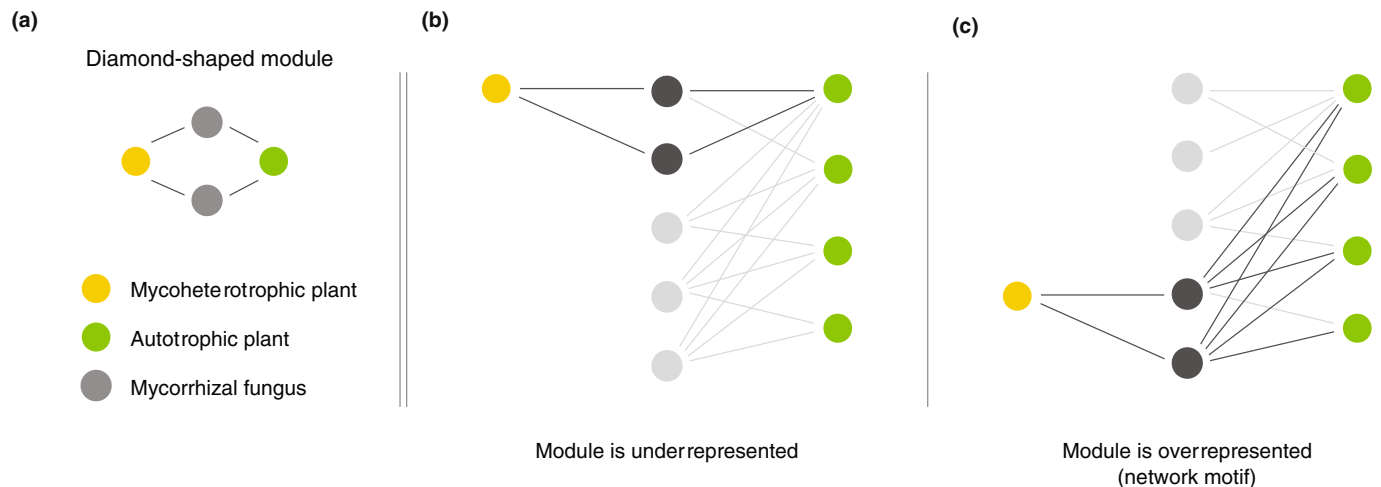 (a)
Diamond-shaped module
Mycoheterotrophic plant
Autotrophic plant
Mycorrhizal fungus
(b)
Module is underrepresented
(c)
Module is overrepresented
(network motif)